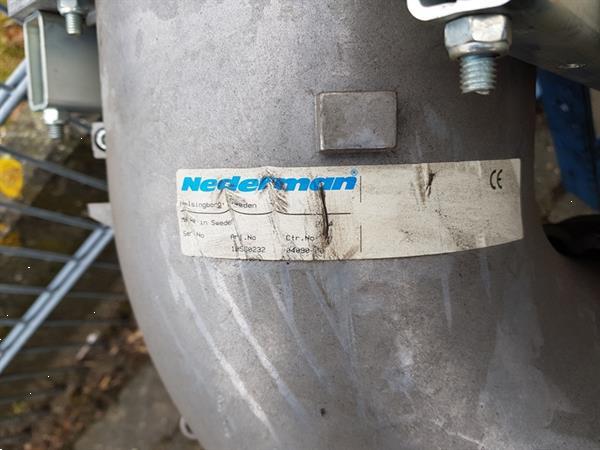 Nederman®
CE
Helsingborg Sweden
Made in Sweden
Ser.No Art.No Ctr.No